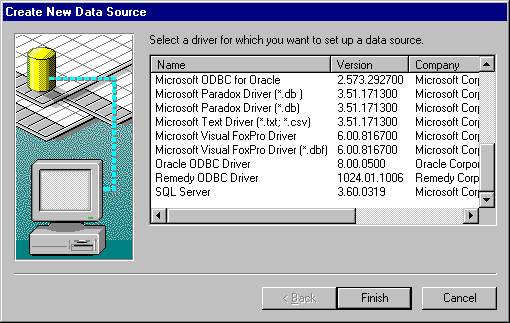 Create New Data Source
Select a driver for which you want to set up a data source.
Name Version Company
Microsoft ODBC for Oracle 2.573.292700 Microsoft Corp
Microsoft Paradox Driver (*.db ) 3.51.171300 Microsoft Corp
Microsoft Paradox Driver (*.db) 3.51.171300 Microsoft Corp
Microsoft Text Driver (*.txt; *.csv) 3.51.171300 Microsoft Corp
Microsoft Visual FoxPro Driver 6.00.816700 Microsoft Corp
Microsoft Visual FoxPro Driver (*.dbf) 6.00.816700 Microsoft Corp
Oracle ODBC Driver 8.00.0500 Oracle Corpo
Remedy ODBC Driver 1024.01.1006 Remedy Corp
SQL Server 3.60.0319 Microsoft Corp
< Back Finish Cancel